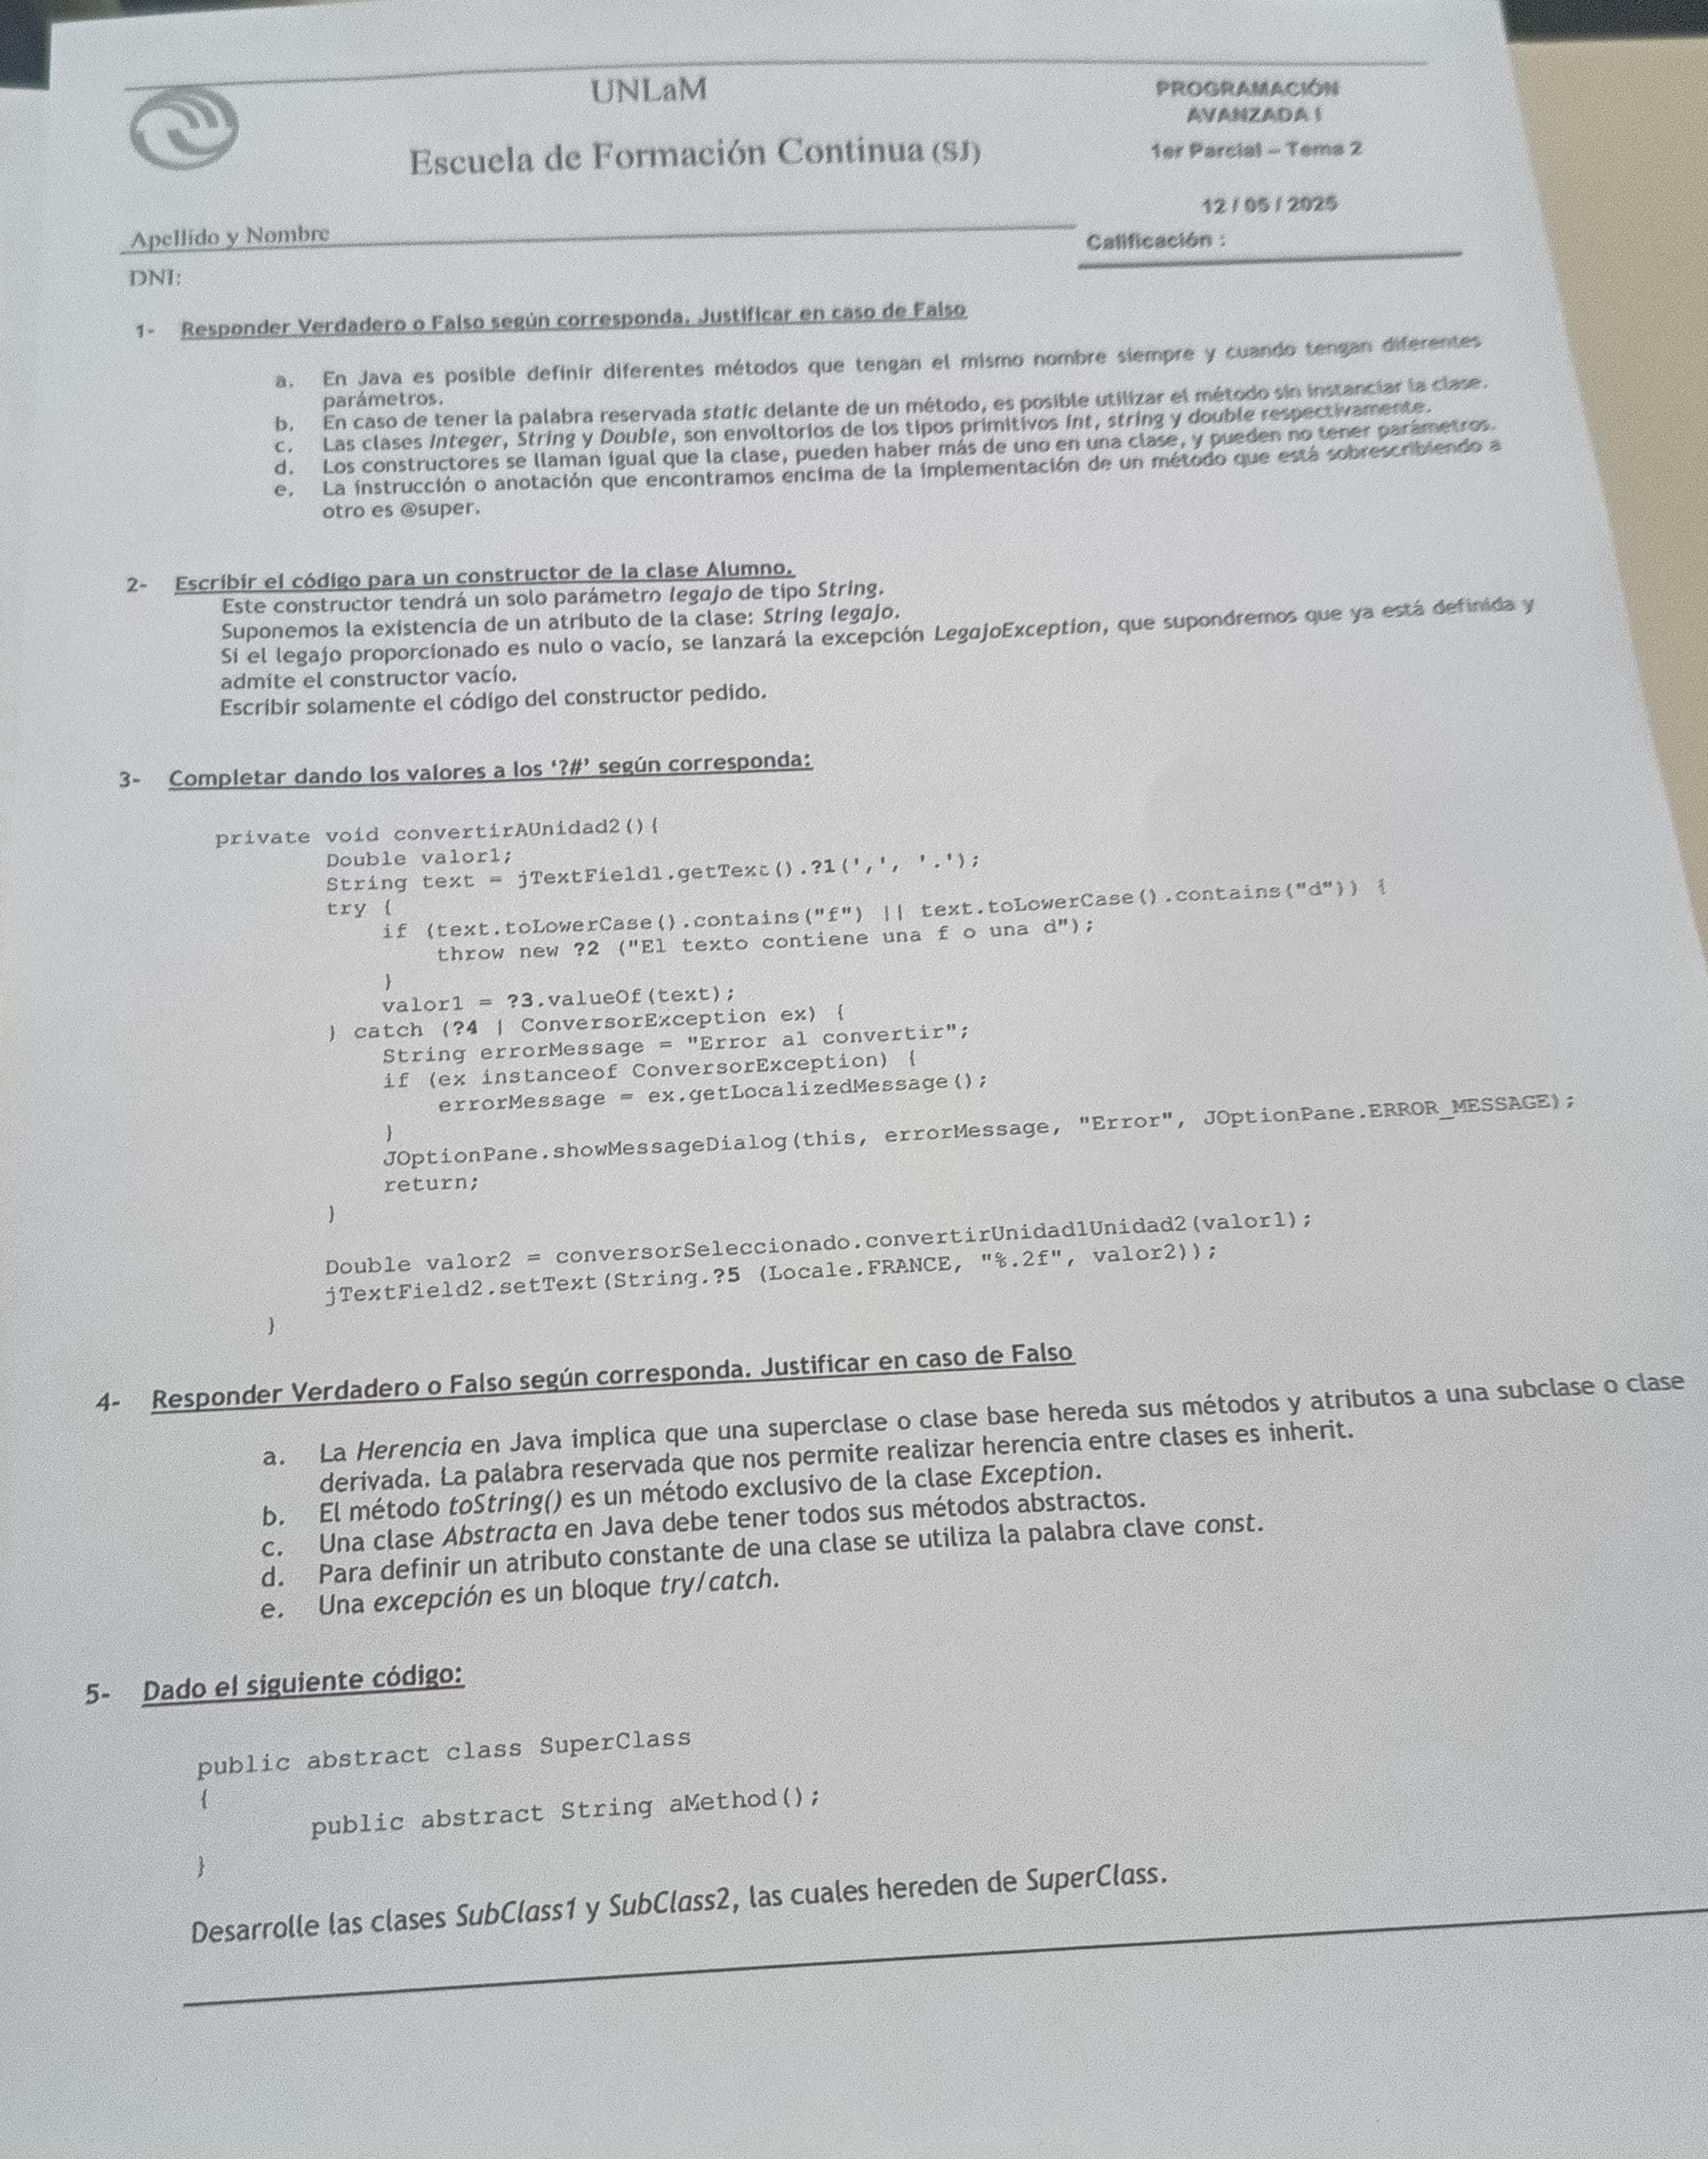 UNLaM
PROGRAMACIÓN
AVANZADA I
Escuela de Formación Continua (SJ)
1er Parcial – Tema 2
12 / 05 / 2025
Apellido y Nombre
Calificación :
DNI:
1- Responder Verdadero o Falso según corresponda. Justificar en caso de Falso
a. En Java es posible definir diferentes métodos que tengan el mismo nombre siempre y cuando tengan diferentes
parámetros.
b. En caso de tener la palabra reservada static delante de un método, es posible utilizar el método sin instanciar la clase.
c. Las clases Integer, String y Double, son envoltorios de los tipos primitivos int, string y double respectivamente.
d. Los constructores se llaman igual que la clase, pueden haber más de uno en una clase, y pueden no tener parámetros.
e. La instrucción o anotación que encontramos encima de la implementación de un método que está sobrescribiendo a
otro es @super.
2- Escribir el código para un constructor de la clase Alumno.
Este constructor tendrá un solo parámetro legajo de tipo String.
Suponemos la existencia de un atributo de la clase: String legajo.
Si el legajo proporcionado es nulo o vacío, se lanzará la excepción LegajoException, que supondremos que ya está definida y
admite el constructor vacío.
Escribir solamente el código del constructor pedido.
3- Completar dando los valores a los ‘?#’ según corresponda:
private void convertirAUnidad2(){
Double valor1;
String text = jTextField1.getText().?1(',', '.');
try {
if (text.toLowerCase().contains("f") || text.toLowerCase().contains("d")) {
throw new ?2 ("El texto contiene una f o una d");
}
valor1 = ?3.valueOf(text);
} catch (?4 | ConversorException ex) {
String errorMessage = "Error al convertir";
if (ex instanceof ConversorException) {
errorMessage = ex.getLocalizedMessage();
}
JOptionPane.showMessageDialog(this, errorMessage, "Error", JOptionPane.ERROR_MESSAGE);
return;
}
Double valor2 = conversorSeleccionado.convertirUnidad1Unidad2(valor1);
jTextField2.setText(String.?5 (Locale.FRANCE, "%.2f", valor2));
}
4- Responder Verdadero o Falso según corresponda. Justificar en caso de Falso
a. La Herencia en Java implica que una superclase o clase base hereda sus métodos y atributos a una subclase o clase
derivada. La palabra reservada que nos permite realizar herencia entre clases es inherit.
b. El método toString() es un método exclusivo de la clase Exception.
c. Una clase Abstracta en Java debe tener todos sus métodos abstractos.
d. Para definir un atributo constante de una clase se utiliza la palabra clave const.
e. Una excepción es un bloque try/catch.
5- Dado el siguiente código:
public abstract class SuperClass
{
public abstract String aMethod();
}
Desarrolle las clases SubClass1 y SubClass2, las cuales hereden de SuperClass.